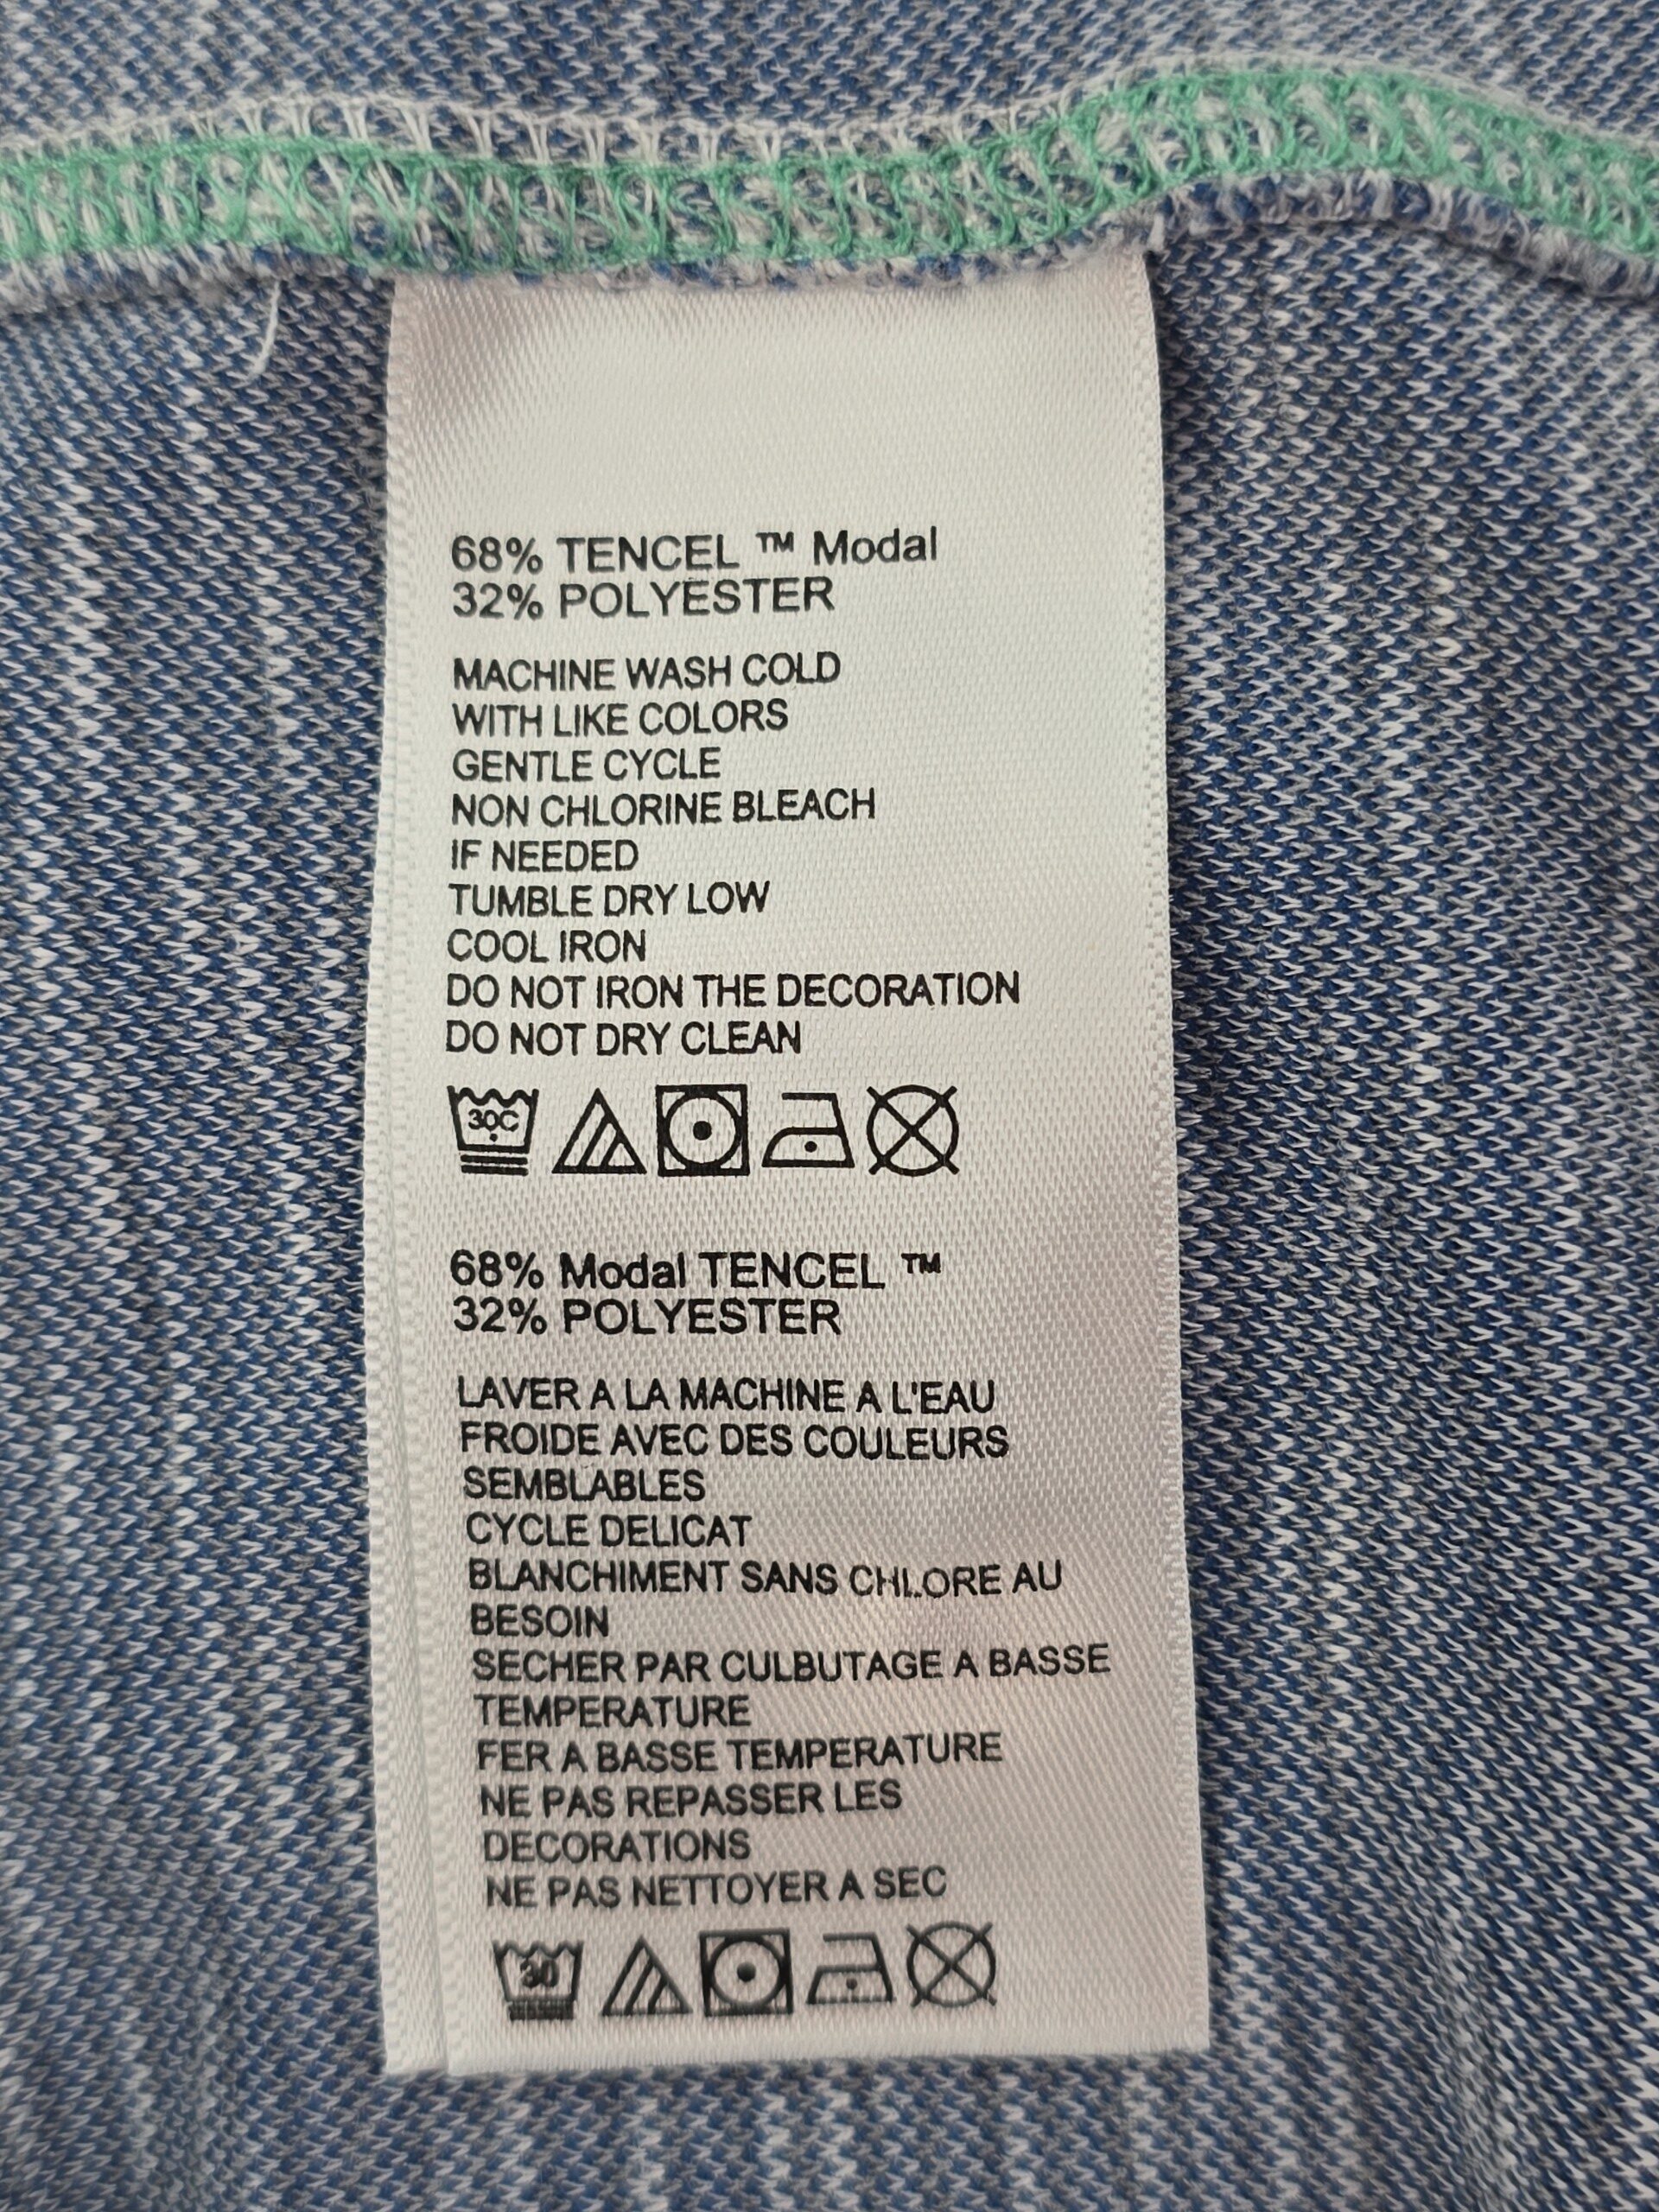 68% TENCEL ™ Modal
32% POLYESTER
MACHINE WASH COLD
WITH LIKE COLORS
GENTLE CYCLE
NON CHLORINE BLEACH
IF NEEDED
TUMBLE DRY LOW
COOL IRON
DO NOT IRON THE DECORATION
DO NOT DRY CLEAN
30C
68% Modal TENCEL ™
32% POLYESTER
LAVER A LA MACHINE A L'EAU
FROIDE AVEC DES COULEURS
SEMBLABLES
CYCLE DELICAT
BLANCHIMENT SANS CHLORE AU
BESOIN
SECHER PAR CULBUTAGE A BASSE
TEMPERATURE
FER A BASSE TEMPERATURE
NE PAS REPASSER LES
DECORATIONS
NE PAS NETTOYER A SEC
30